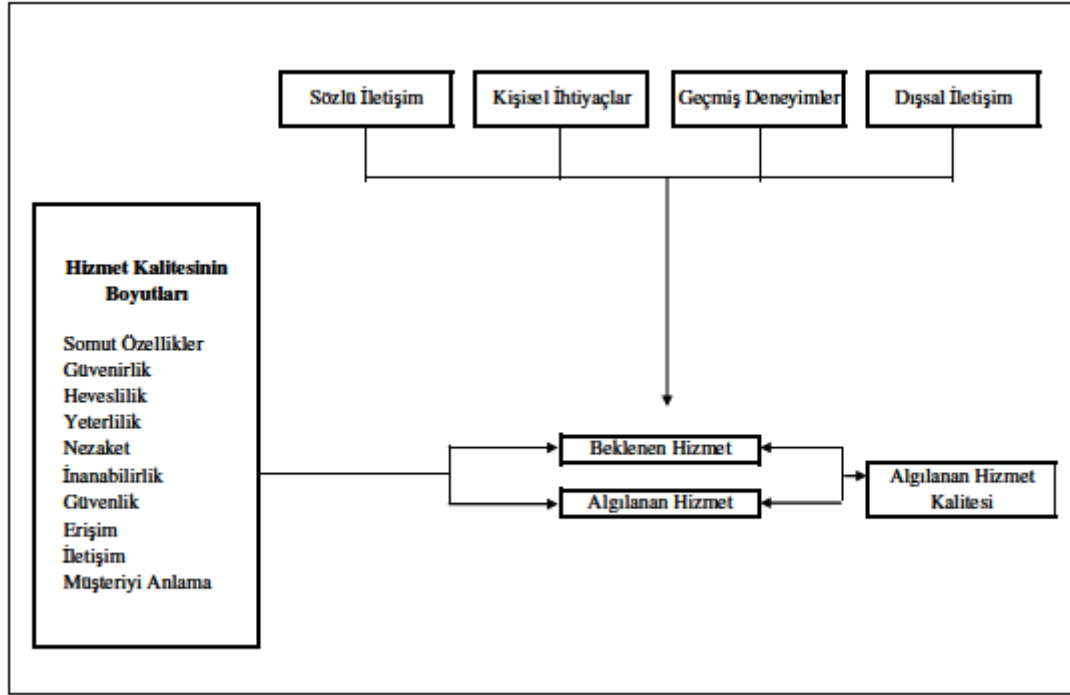 Sözlü İletişim
Kişisel İhtiyaçlar
Geçmiş Deneyimler
Dışsal İletişim
Hizmet Kalitesinin
Boyutları
Somut Özellikler
Güvenirlik
Heveslilik
Yeterlilik
Nezaket
İnanabilirlik
Güvenlik
Erişim
İletişim
Müşteriyi Anlama
Beklenen Hizmet
Algılanan Hizmet
Algılanan Hizmet
Kalitesi